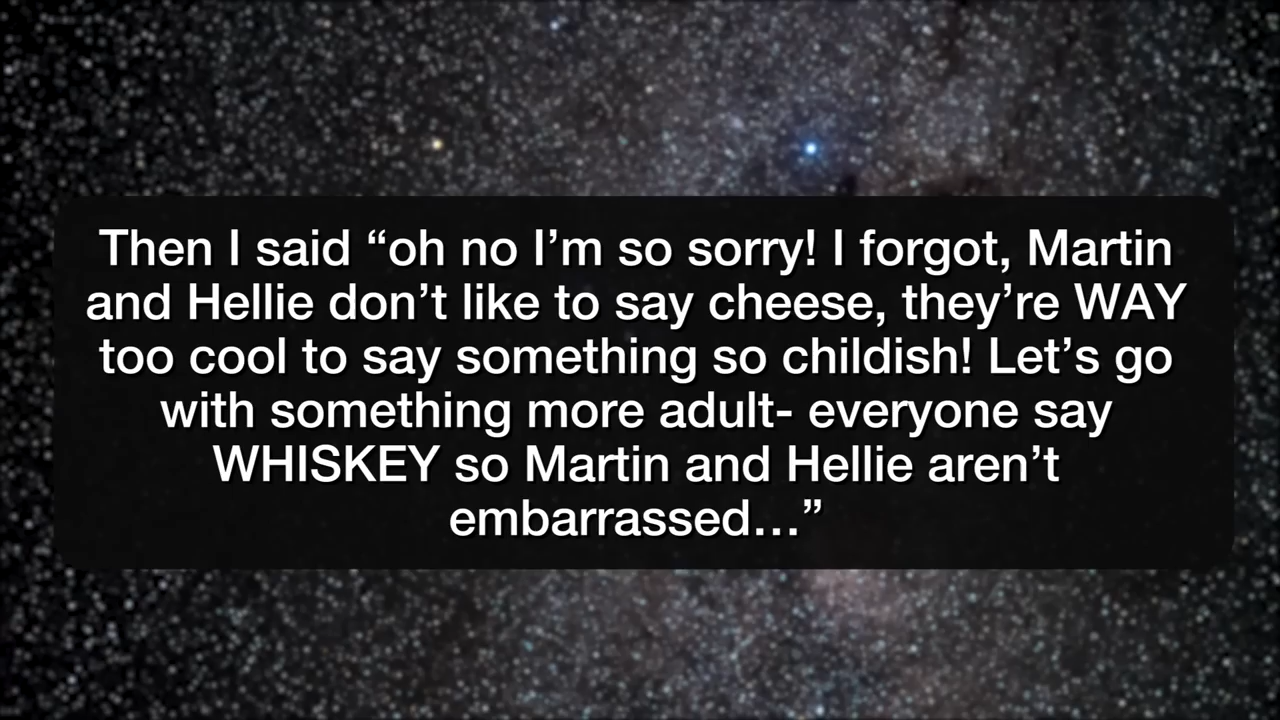 Then I said “oh no I’m so sorry! I forgot, Martin
and Hellie don’t like to say cheese, they’re WAY
too cool to say something so childish! Let’s go
with something more adult- everyone say
WHISKEY so Martin and Hellie aren’t
embarrassed…”